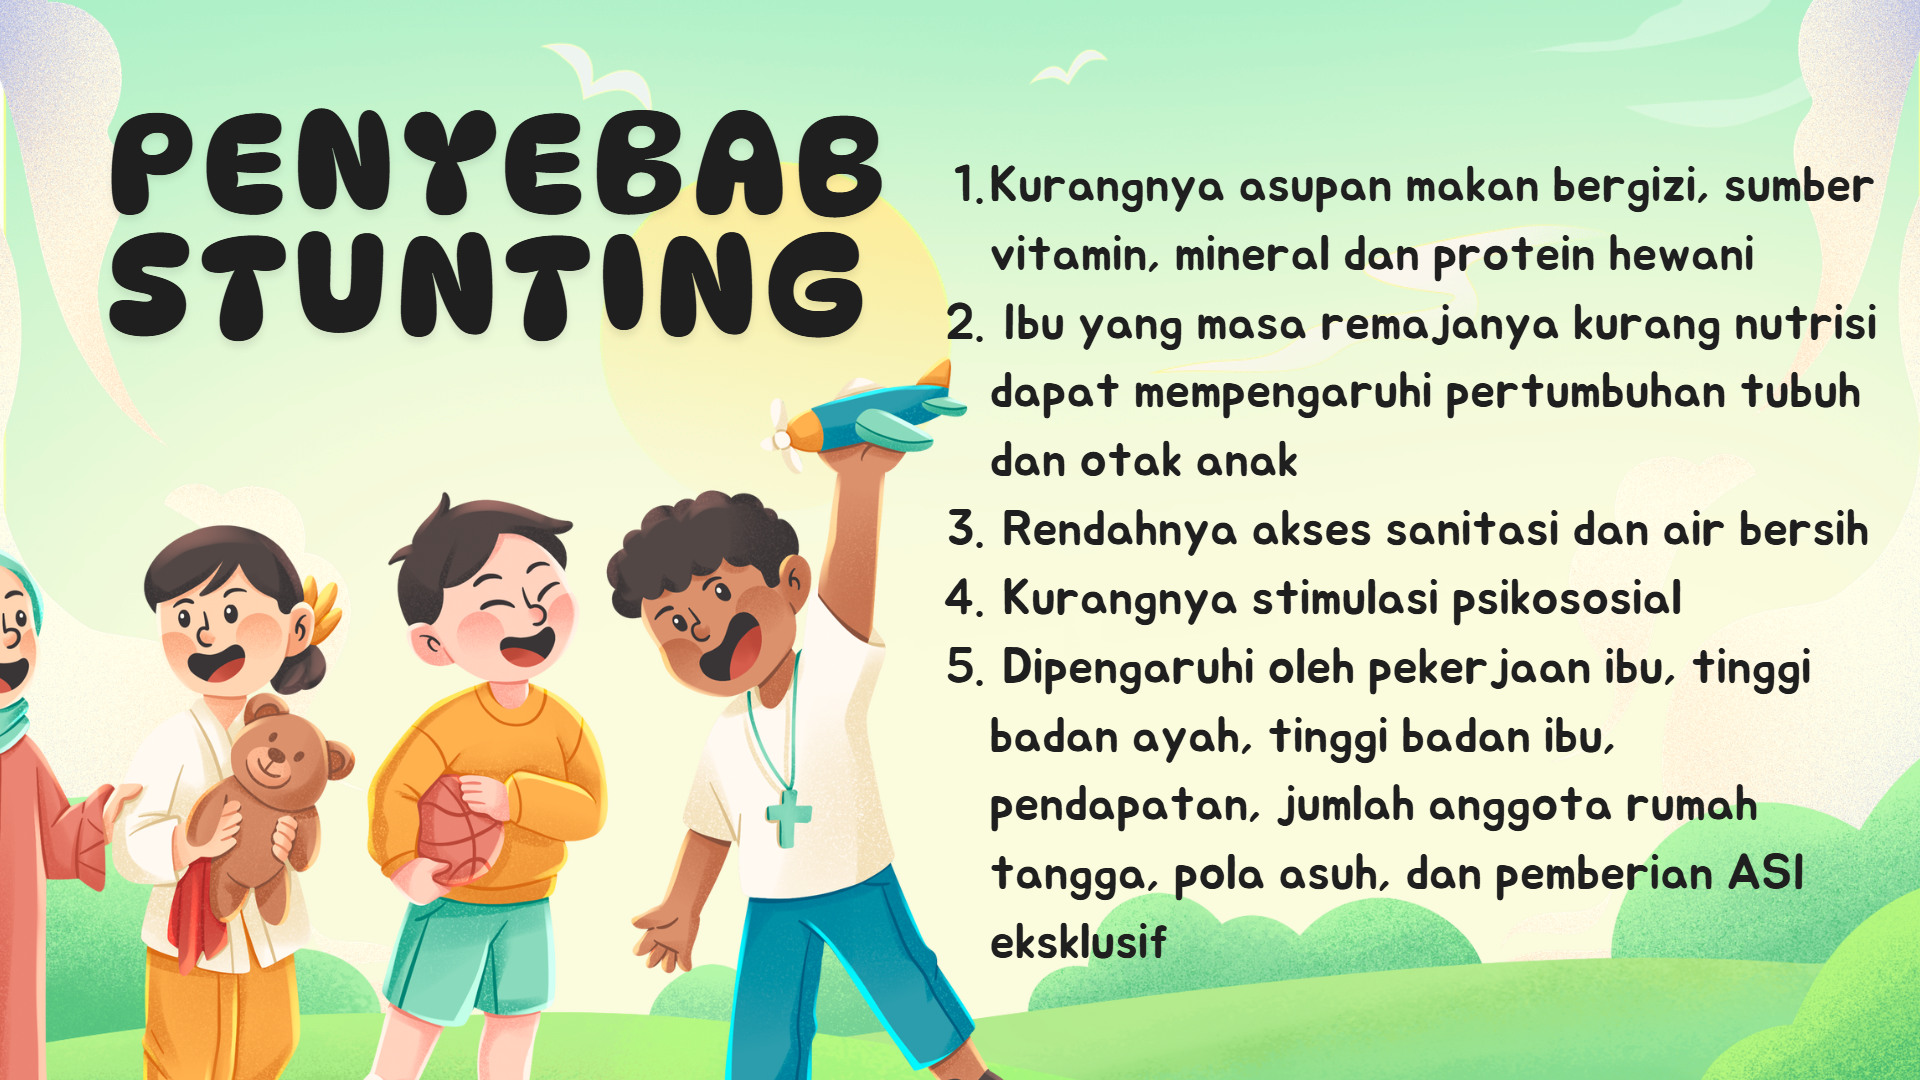 PENYEBAB
STUNTING
1. Kurangnya asupan makan bergizi, sumber
vitamin, mineral dan protein hewani
2. Ibu yang masa remajanya kurang nutrisi
dapat mempengaruhi pertumbuhan tubuh
dan otak anak
3. Rendahnya akses sanitasi dan air bersih
4. Kurangnya stimulasi psikososial
5. Dipengaruhi oleh pekerjaan ibu, tinggi
badan ayah, tinggi badan ibu,
pendapatan, jumlah anggota rumah
tangga, pola asuh, dan pemberian ASI
eksklusif